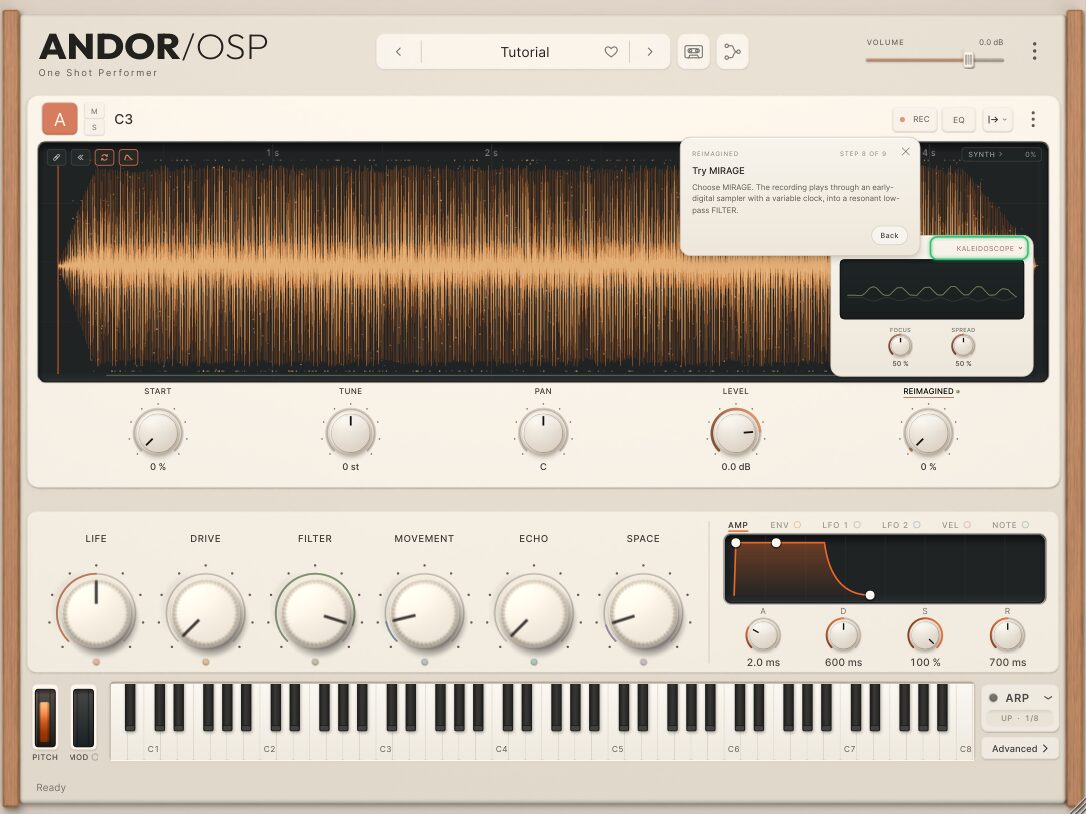 ANDOR/OSP
One Shot Performer
Tutorial
VOLUME 0.0 dB
A
M
S
C3
REC
EQ
1 s
2 s
4 s
SYNTH > 0%
REIMAGINED STEP 8 OF 9
Try MIRAGE
Choose MIRAGE. The recording plays through an early-
digital sampler with a variable clock, into a resonant low-
pass FILTER.
Back
KALEIDOSCOPE
FOCUS SPREAD
50 % 50 %
START TUNE PAN LEVEL REIMAGINED
0 % 0 st C 0.0 dB 0 %
LIFE DRIVE FILTER MOVEMENT ECHO SPACE
AMP ENV LFO 1 LFO 2 VEL NOTE
A D S R
2.0 ms 600 ms 100 % 700 ms
PITCH MOD
C1 C2 C3 C4 C5 C6 C7 C8
ARP
UP · 1/8
Advanced >
Ready